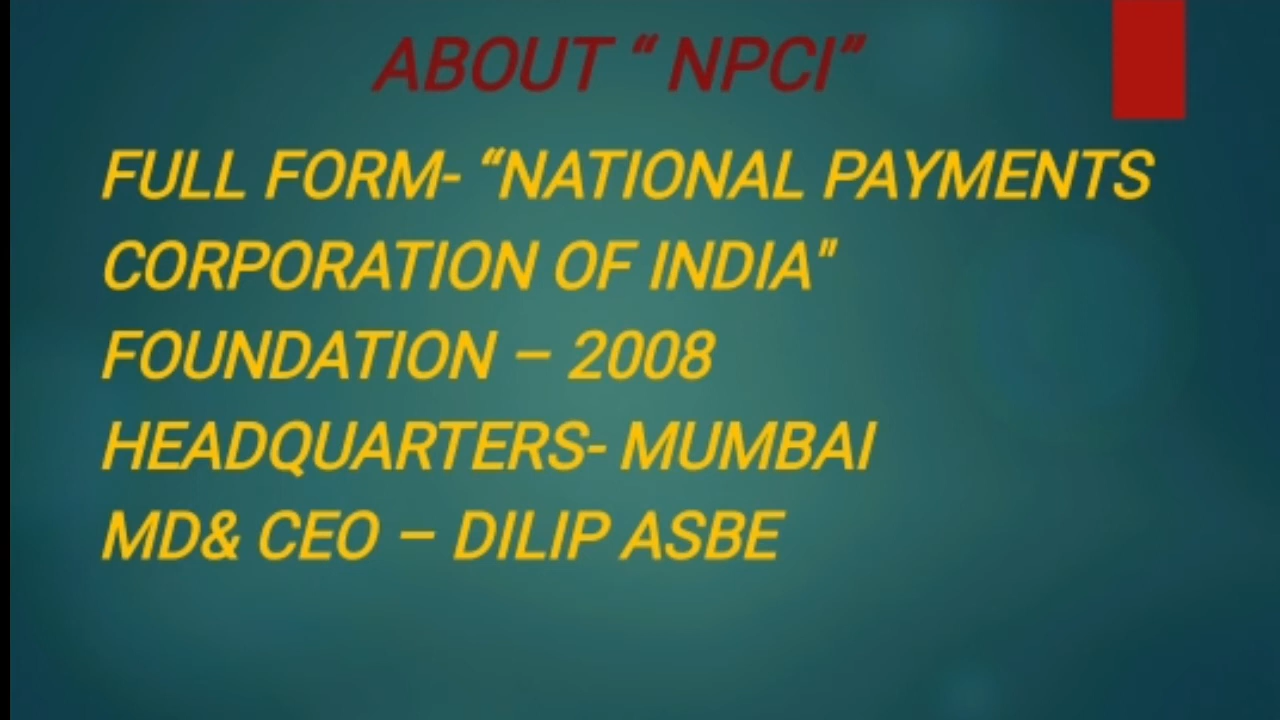 ABOUT “ NPCI”
FULL FORM- “NATIONAL PAYMENTS
CORPORATION OF INDIA"
FOUNDATION – 2008
HEADQUARTERS- MUMBAI
MD& CEO – DILIP ASBE